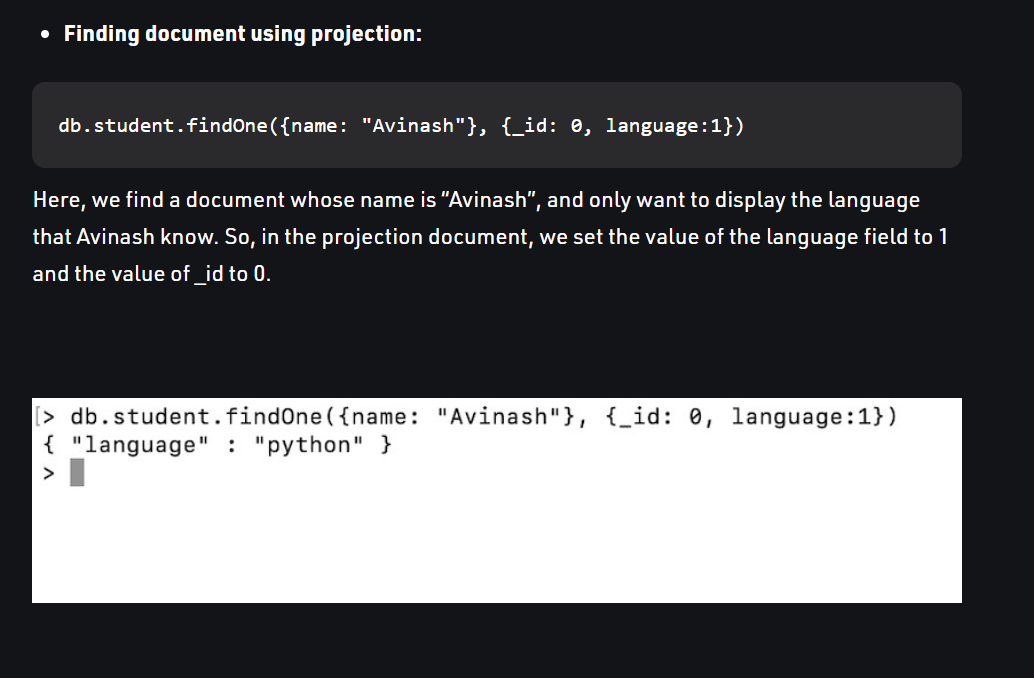 • Finding document using projection:
db.student.findOne({name: "Avinash"}, {_id: 0, language:1})
Here, we find a document whose name is “Avinash”, and only want to display the language
that Avinash know. So, in the projection document, we set the value of the language field to 1
and the value of _id to 0.
[> db.student.findOne({name: "Avinash"}, {_id: 0, language:1})
{ "language" : "python" }
>